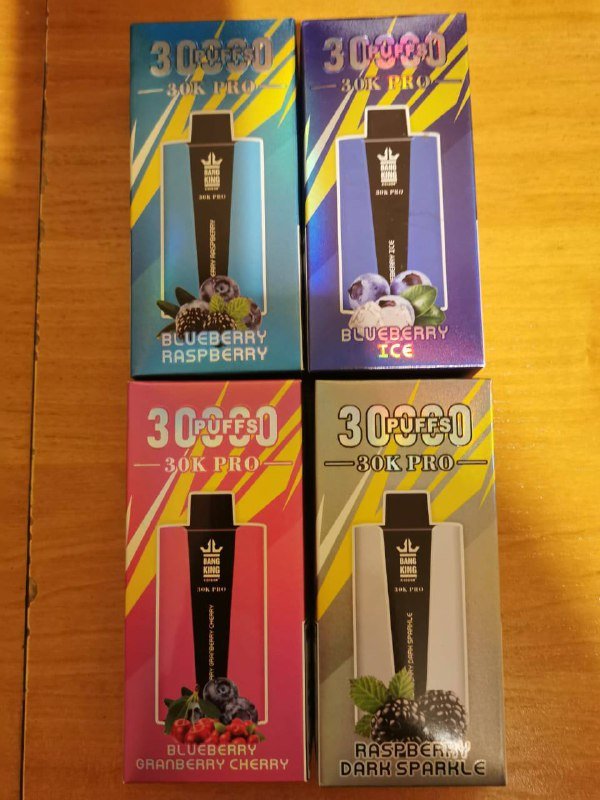 30000
PUFFS
30K PRO
BANG
KING
30K PRO
BLUEBERRY
RASPBERRY
30000
PUFFS
30K PRO
BANG
KING
30K PRO
BLUEBERRY
ICE
30000
PUFFS
30K PRO
BANG
KING
30K PRO
BLUEBERRY
GRANBERRY CHERRY
30000
PUFFS
30K PRO
BANG
KING
30K PRO
RASPBERRY
DARK SPARKLE